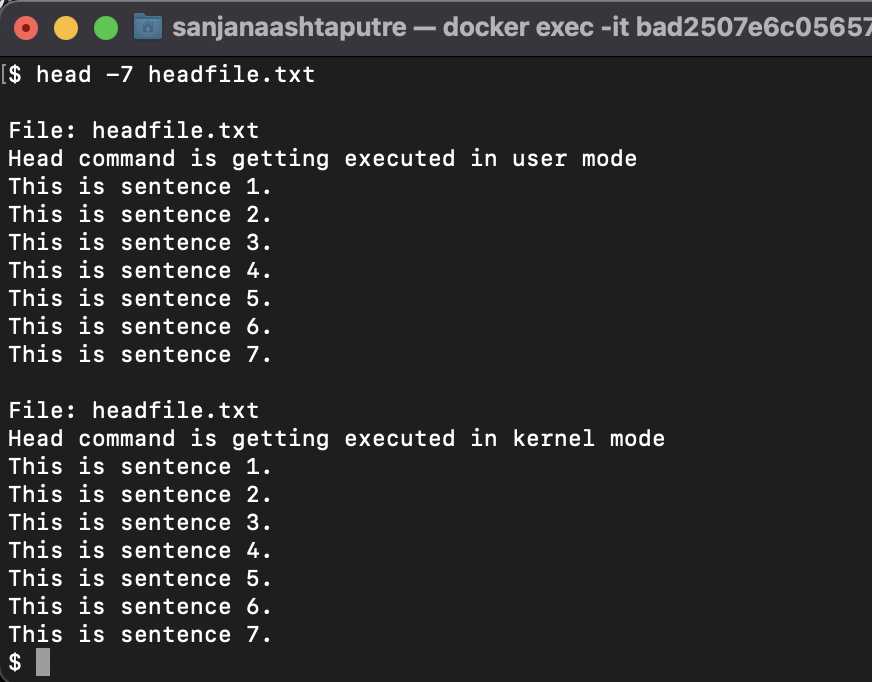 sanjanaashtaputre — docker exec -it bad2507e6c05657
[$ head -7 headfile.txt
File: headfile.txt
Head command is getting executed in user mode
This is sentence 1.
This is sentence 2.
This is sentence 3.
This is sentence 4.
This is sentence 5.
This is sentence 6.
This is sentence 7.
File: headfile.txt
Head command is getting executed in kernel mode
This is sentence 1.
This is sentence 2.
This is sentence 3.
This is sentence 4.
This is sentence 5.
This is sentence 6.
This is sentence 7.
$